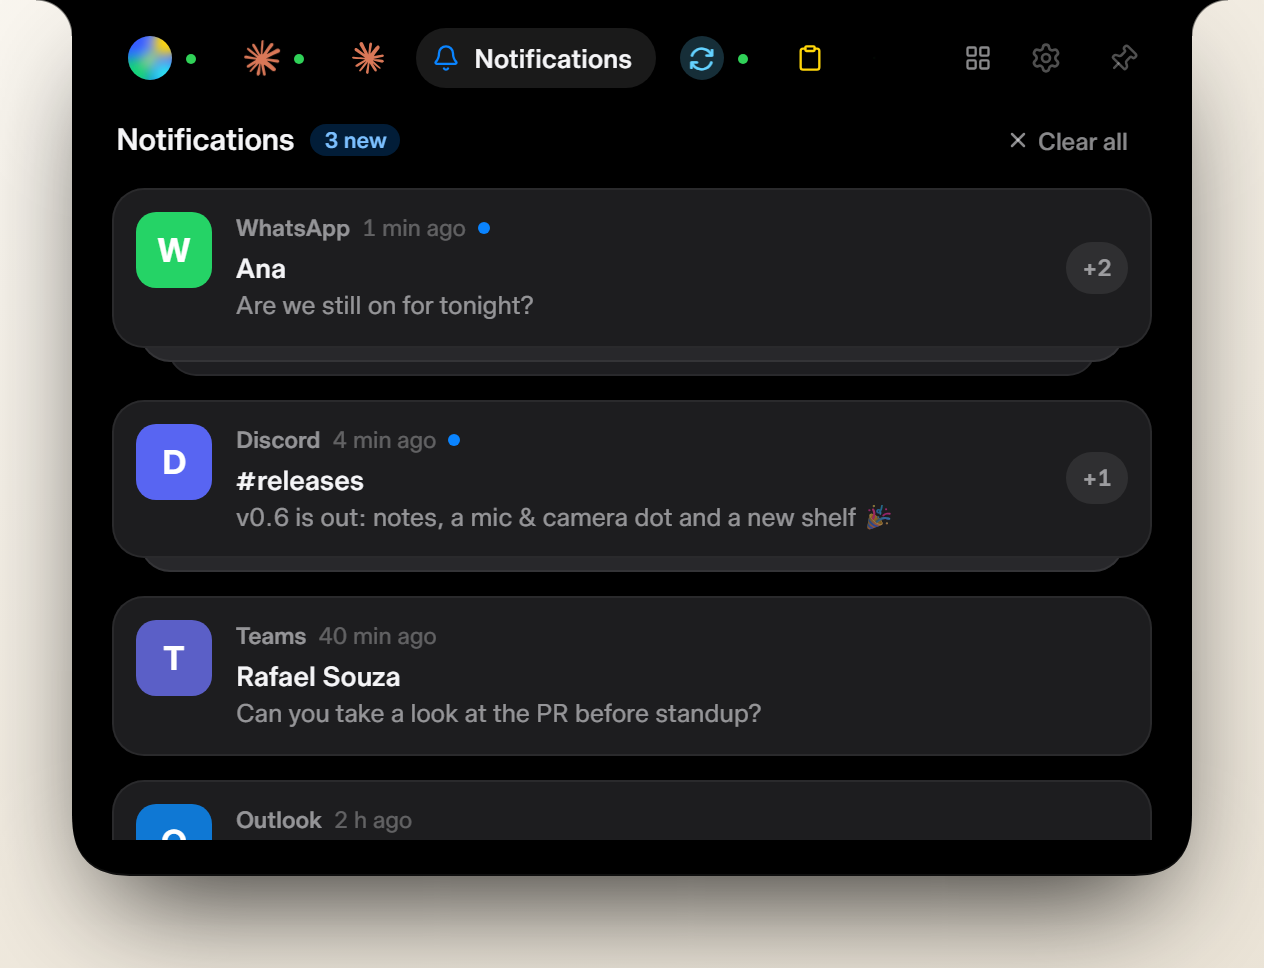 Notifications
Notifications
3 new
Clear all
W
WhatsApp 1 min ago
Ana
Are we still on for tonight?
+2
D
Discord 4 min ago
#releases
v0.6 is out: notes, a mic & camera dot and a new shelf 🎉
+1
T
Teams 40 min ago
Rafael Souza
Can you take a look at the PR before standup?
O
Outlook 2 h ago